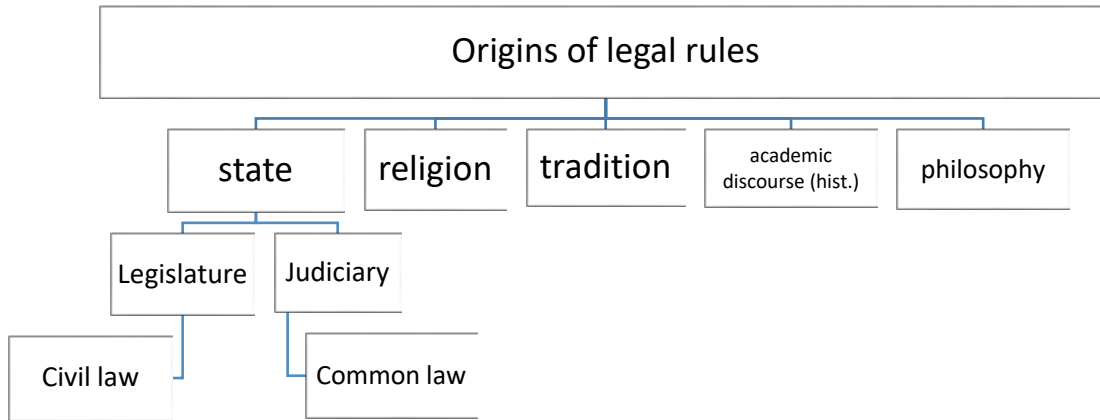 Origins of legal rules
state
religion
tradition
academic
discourse (hist.)
philosophy
Legislature
Judiciary
Civil law
Common law